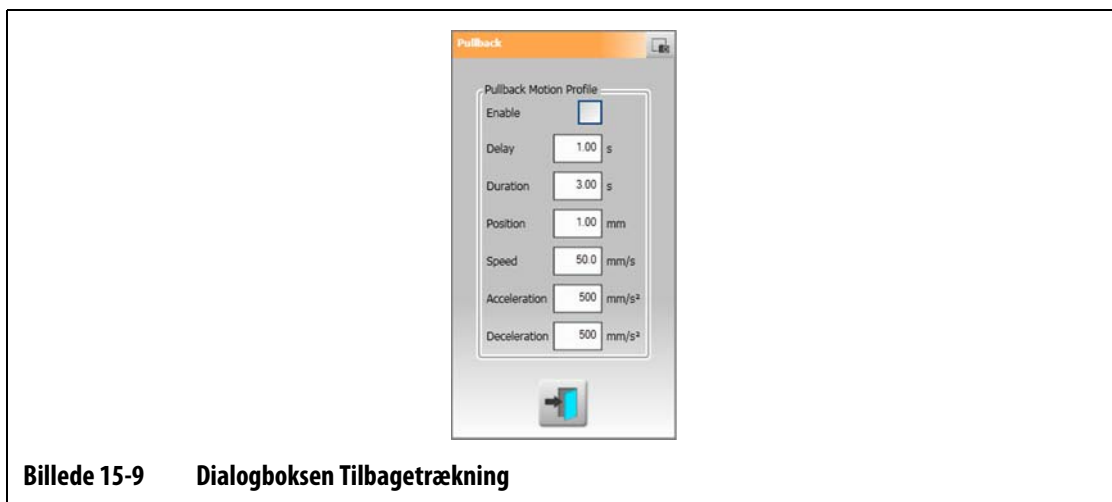 Pullback
Pullback Motion Profile
Enable
Delay 1.00 s
Duration 3.00 s
Position 1.00 mm
Speed 50.0 mm/s
Acceleration 500 mm/s²
Deceleration 500 mm/s²
Billede 15-9 Dialogboksen Tilbagetrækning